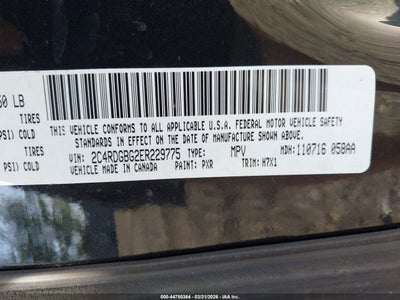 50 LB
TIRES
PSI) COLD
TIRES
PSI) COLD
THIS VEHICLE CONFORMS TO ALL APPLICABLE U.S.A. FEDERAL MOTOR VEHICLE SAFETY
STANDARDS IN EFFECT ON THE DATE OF MANUFACTURE SHOWN ABOVE.
VIN: 2C4RDGBG2ER229775 TYPE: MPV MDH: 110716 058AA
VEHICLE MADE IN CANADA PAINT: PXR TRIM: H7X1
000-44750364 - 03/31/2026 - IAA Inc.